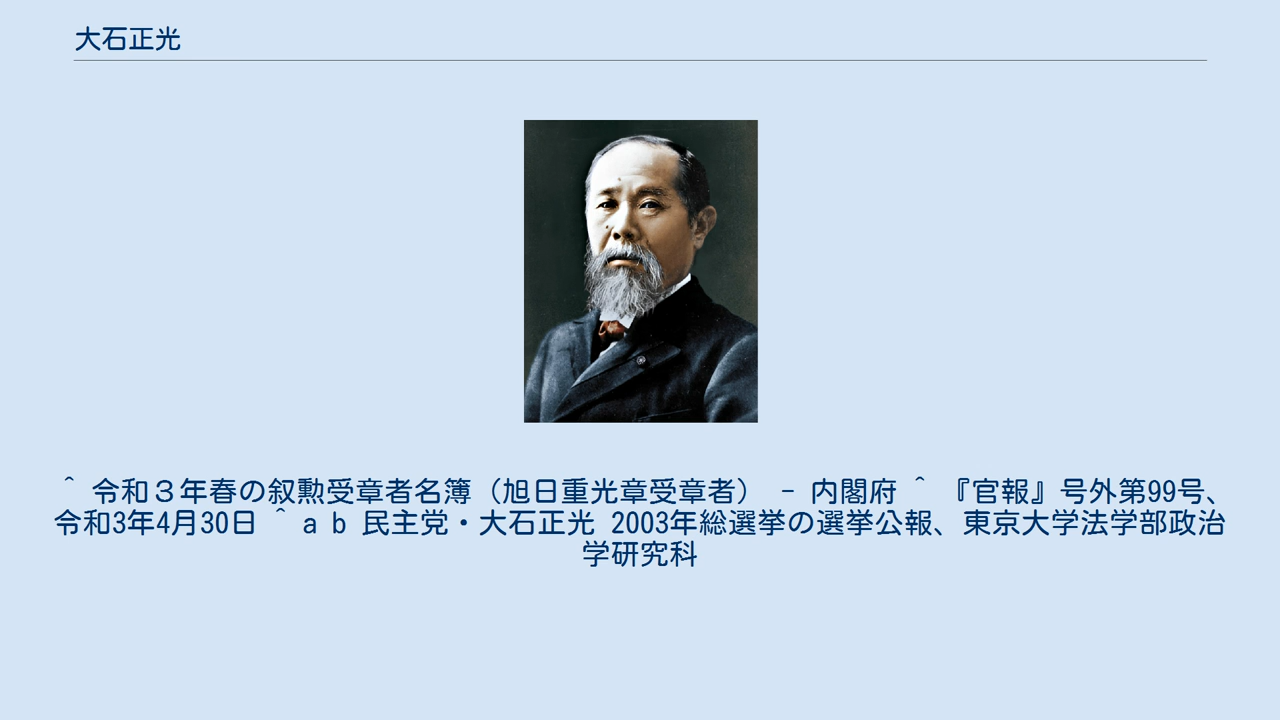 大石正光
^ 令和３年春の叙勲受章者名簿（旭日重光章受章者） － 内閣府 ^ 『官報』号外第99号、
令和3年4月30日 ^ a b 民主党・大石正光 2003年総選挙の選挙公報、東京大学法学部政治
学研究科